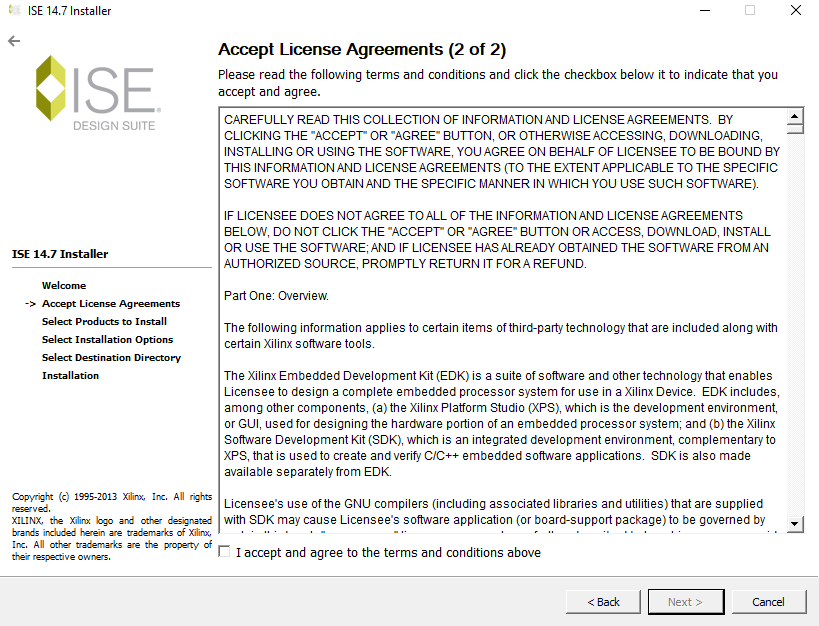 ISE 14.7 Installer
ISE
DESIGN SUITE
ISE 14.7 Installer
Welcome
-> Accept License Agreements
Select Products to Install
Select Installation Options
Select Destination Directory
Installation
Copyright (c) 1995-2013 Xilinx, Inc. All rights
reserved.
XILINX, the Xilinx logo and other designated
brands included herein are trademarks of Xilinx,
Inc. All other trademarks are the property of
their respective owners.
Accept License Agreements (2 of 2)
Please read the following terms and conditions and click the checkbox below it to indicate that you
accept and agree.
CAREFULLY READ THIS COLLECTION OF INFORMATION AND LICENSE AGREEMENTS. BY
CLICKING THE "ACCEPT" OR "AGREE" BUTTON, OR OTHERWISE ACCESSING, DOWNLOADING,
INSTALLING OR USING THE SOFTWARE, YOU AGREE ON BEHALF OF LICENSEE TO BE BOUND BY
THIS INFORMATION AND LICENSE AGREEMENTS (TO THE EXTENT APPLICABLE TO THE SPECIFIC
SOFTWARE YOU OBTAIN AND THE SPECIFIC MANNER IN WHICH YOU USE SUCH SOFTWARE).
IF LICENSEE DOES NOT AGREE TO ALL OF THE INFORMATION AND LICENSE AGREEMENTS
BELOW, DO NOT CLICK THE "ACCEPT" OR "AGREE" BUTTON OR ACCESS, DOWNLOAD, INSTALL
OR USE THE SOFTWARE; AND IF LICENSEE HAS ALREADY OBTAINED THE SOFTWARE FROM AN
AUTHORIZED SOURCE, PROMPTLY RETURN IT FOR A REFUND.
Part One: Overview.
The following information applies to certain items of third-party technology that are included along with
certain Xilinx software tools.
The Xilinx Embedded Development Kit (EDK) is a suite of software and other technology that enables
Licensee to design a complete embedded processor system for use in a Xilinx Device. EDK includes,
among other components, (a) the Xilinx Platform Studio (XPS), which is the development environment,
or GUI, used for designing the hardware portion of an embedded processor system; and (b) the Xilinx
Software Development Kit (SDK), which is an integrated development environment, complementary to
XPS, that is used to create and verify C/C++ embedded software applications. SDK is also made
available separately from EDK.
Licensee's use of the GNU compilers (including associated libraries and utilities) that are supplied
with SDK may cause Licensee's software application (or board-support package) to be governed by
I accept and agree to the terms and conditions above
< Back
Next >
Cancel